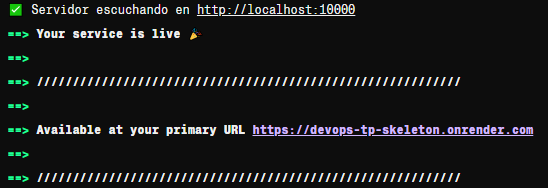 ✅ Servidor escuchando en http://localhost:10000
==> Your service is live 🎉
==>
==> ///////////////////////////////////////////////////////////
==>
==> Available at your primary URL https://devops-tp-skeleton.onrender.com
==>
==> ///////////////////////////////////////////////////////////